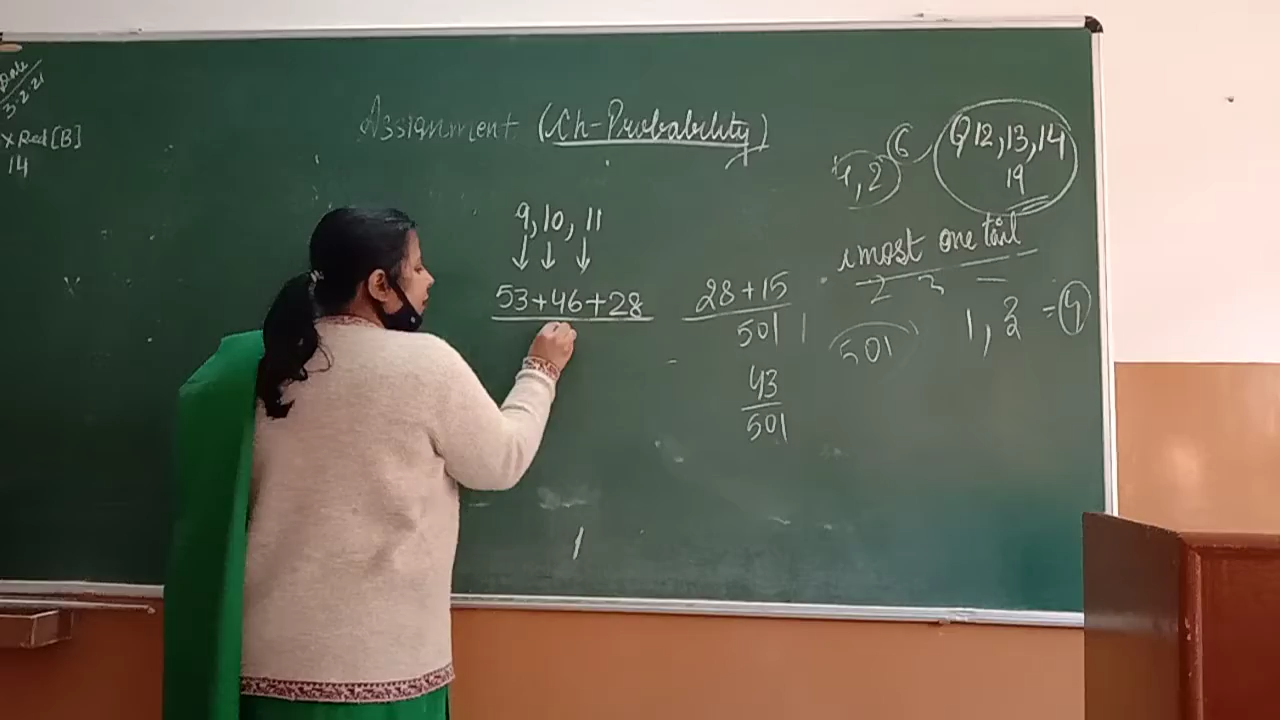 Date
3.2.21
X Red [B]
14
Assignment (Ch-Probability)
4,2
6
Q12,13,14
19
9, 10, 11
↓ ↓ ↓
53+46+28
28+15
501
43
501
most one tail
2 3 –
501
1, 3 = 4